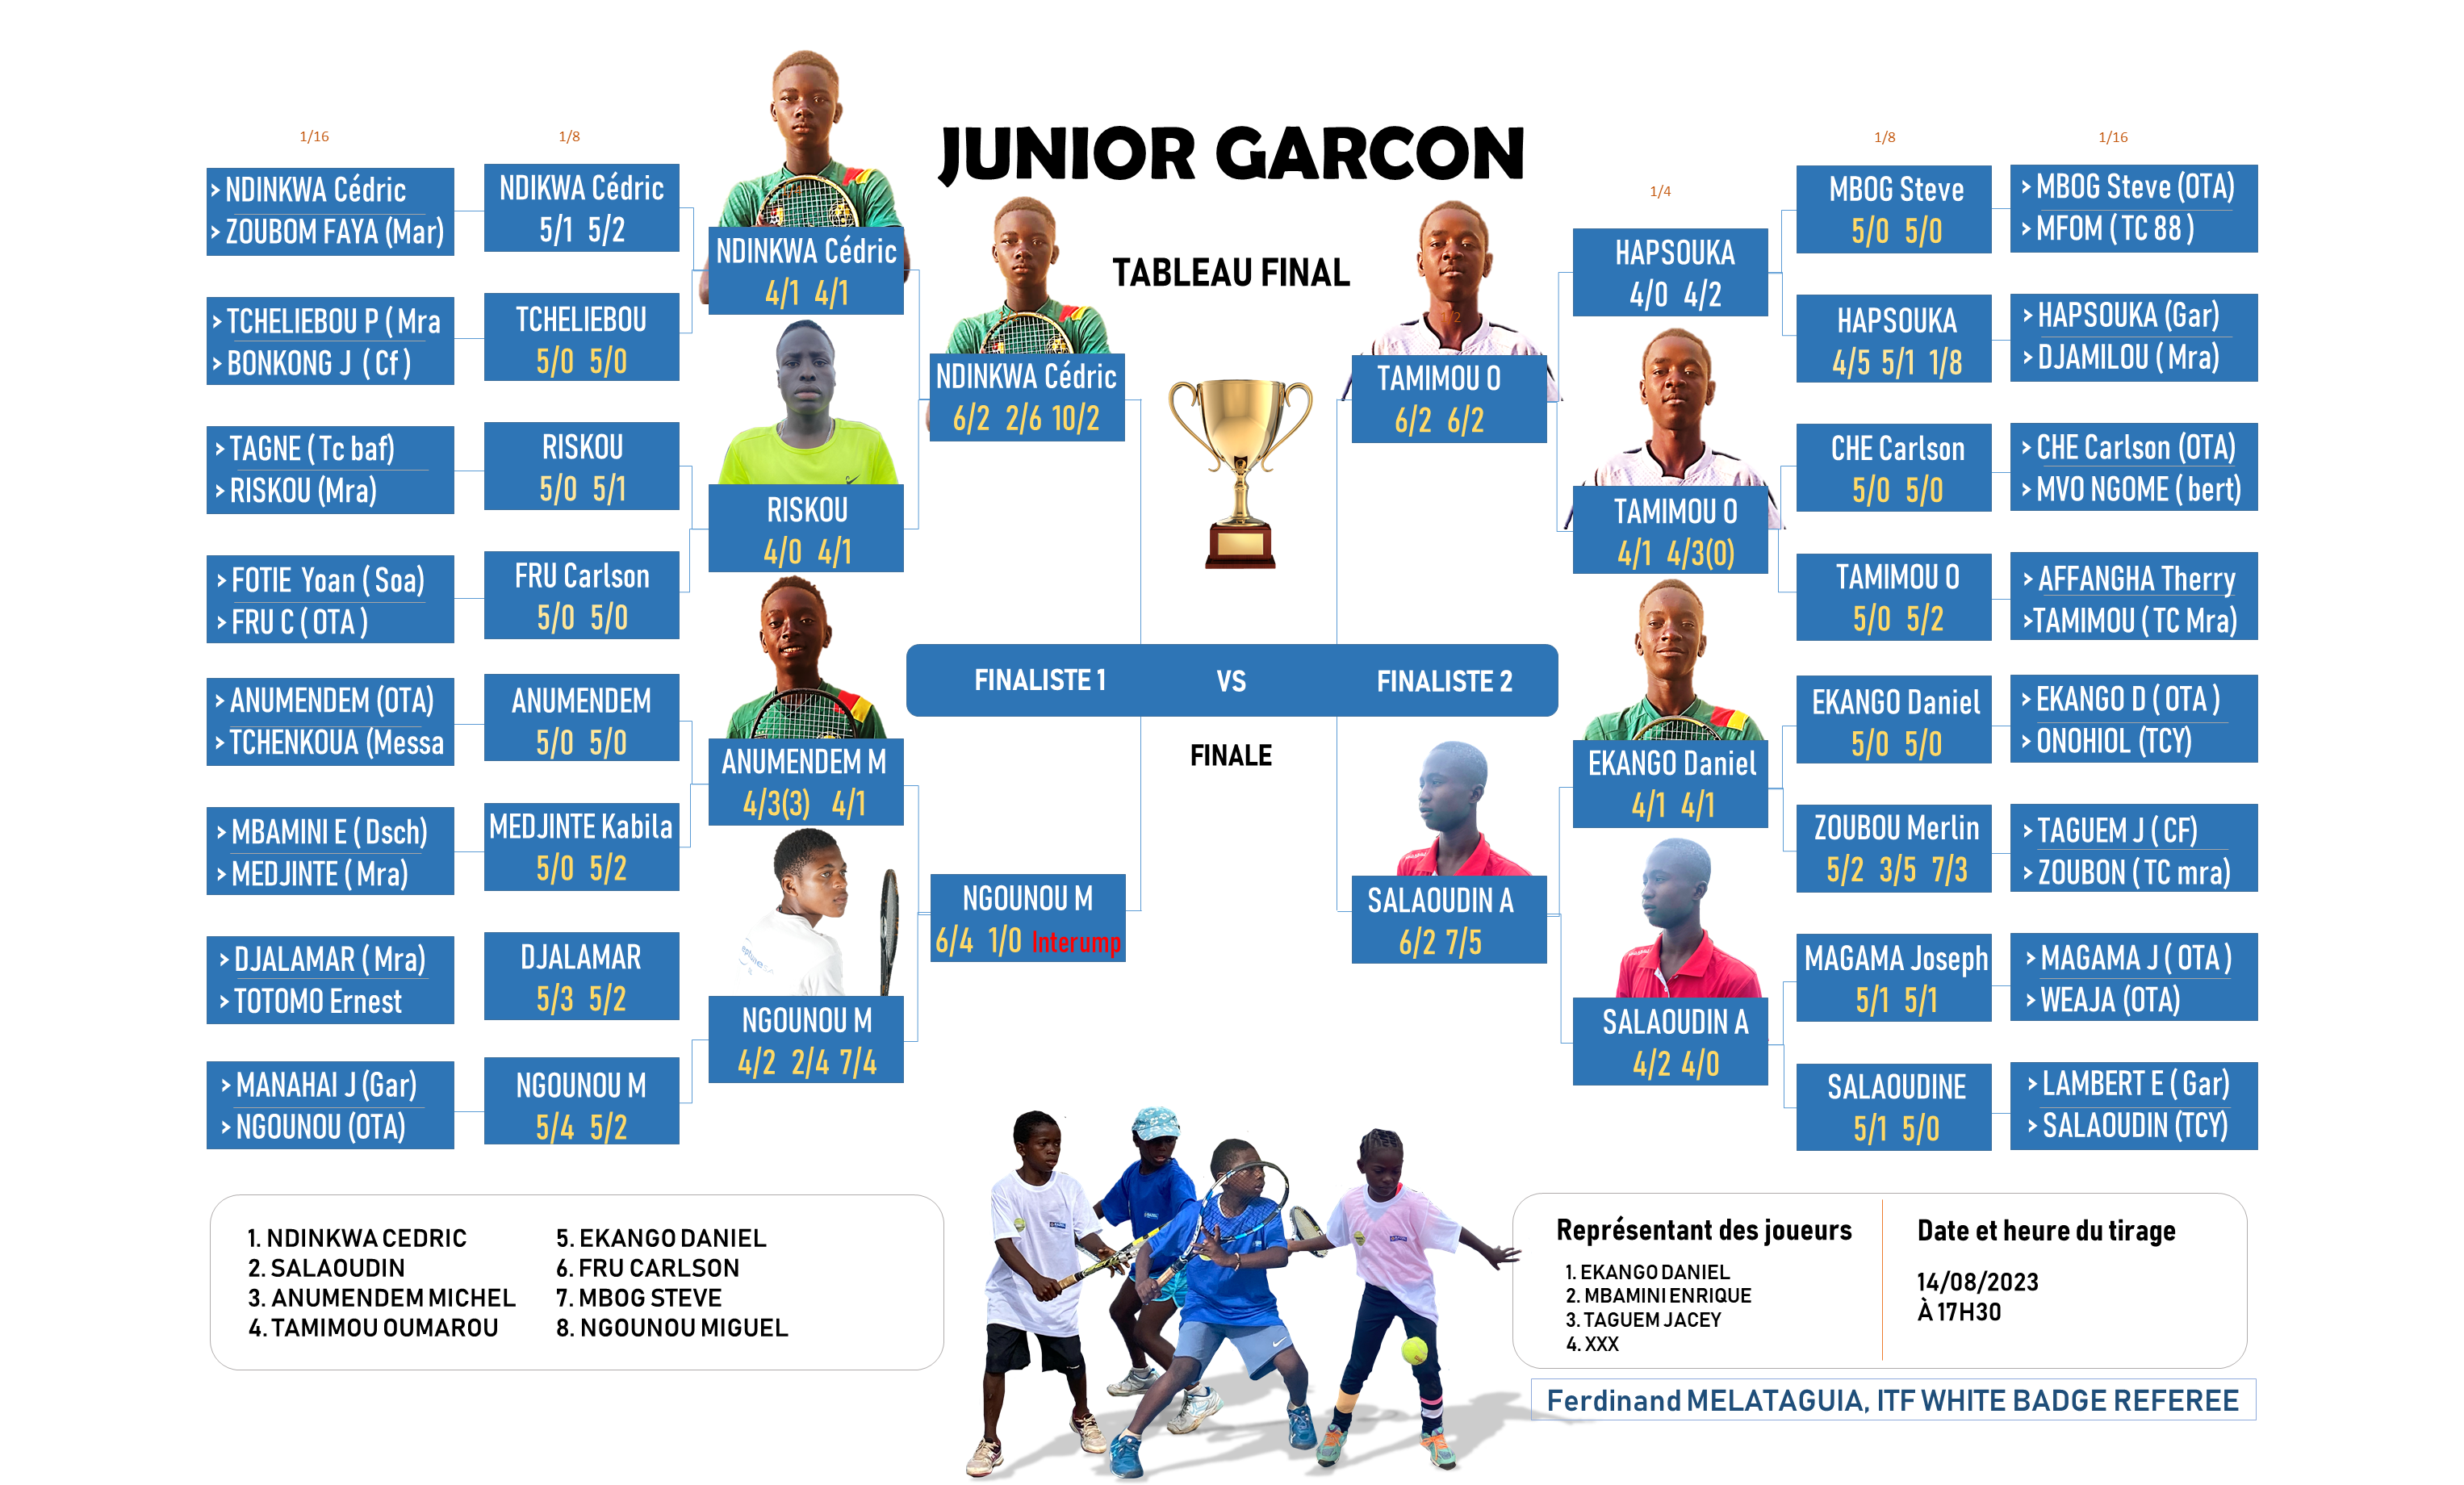 JUNIOR GARCON
TABLEAU FINAL
1/16
1/8
> NDINKWA Cédric
> ZOUBOM FAYA (Mar)
> TCHELIEBOU P ( Mra
> BONKONG J ( Cf )
> TAGNE ( Tc baf)
> RISKOU (Mra)
> FOTIE Yoan ( Soa)
> FRU C ( OTA )
> ANUMENDEM (OTA)
> TCHENKOUA (Messa
> MBAMINI E ( Dsch)
> MEDJINTE ( Mra)
> DJALAMAR ( Mra)
> TOTOMO Ernest
> MANAHAI J (Gar)
> NGOUNOU (OTA)
NDIKWA Cédric
5/1 5/2
TCHELIEBOU
5/0 5/0
RISKOU
5/0 5/1
FRU Carlson
5/0 5/0
ANUMENDEM
5/0 5/0
MEDJINTE Kabila
5/0 5/2
DJALAMAR
5/3 5/2
NGOUNOU M
5/4 5/2
NDINKWA Cédric
4/1 4/1
RISKOU
4/0 4/1
ANUMENDEM M
4/3(3) 4/1
NGOUNOU M
4/2 2/4 7/4
NDINKWA Cédric
6/2 2/6 10/2
NGOUNOU M
6/4 1/0 Interump
FINALISTE 1
VS
FINALISTE 2
FINALE
TAMIMOU O
6/2 6/2
SALAOUDIN A
6/2 7/5
1/4
HAPSOUKA
4/0 4/2
TAMIMOU O
4/1 4/3(0)
EKANGO Daniel
4/1 4/1
SALAOUDIN A
4/2 4/0
1/8
MBOG Steve
5/0 5/0
HAPSOUKA
4/5 5/1 1/8
CHE Carlson
5/0 5/0
TAMIMOU O
5/0 5/2
EKANGO Daniel
5/0 5/0
ZOUBOU Merlin
5/2 3/5 7/3
MAGAMA Joseph
5/1 5/1
SALAOUDINE
5/1 5/0
1/16
> MBOG Steve (OTA)
> MFOM ( TC 88 )
> HAPSOUKA (Gar)
> DJAMILOU ( Mra)
> CHE Carlson (OTA)
> MVO NGOME ( bert)
> AFFANGHA Therry
>TAMIMOU ( TC Mra)
> EKANGO D ( OTA )
> ONOHIOL (TCY)
> TAGUEM J ( CF)
> ZOUBON ( TC mra)
> MAGAMA J ( OTA )
> WEAJA (OTA)
> LAMBERT E ( Gar)
> SALAOUDIN (TCY)
1. NDINKWA CEDRIC
2. SALAOUDIN
3. ANUMENDEM MICHEL
4. TAMIMOU OUMAROU
5. EKANGO DANIEL
6. FRU CARLSON
7. MBOG STEVE
8. NGOUNOU MIGUEL
Représentant des joueurs
1. EKANGO DANIEL
2. MBAMINI ENRIQUE
3. TAGUEM JACEY
4. XXX
Date et heure du tirage
14/08/2023
À 17H30
Ferdinand MELATAGUIA, ITF WHITE BADGE REFEREE